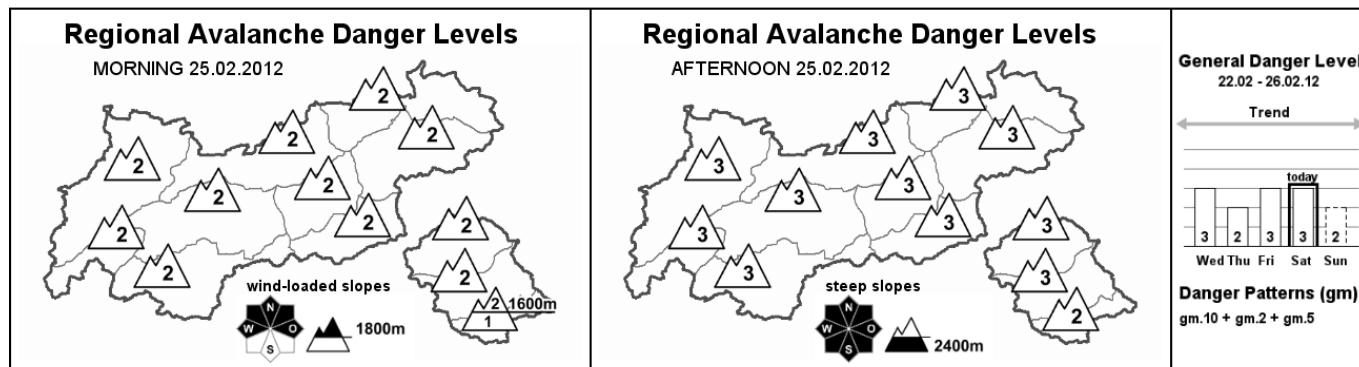 Regional Avalanche Danger Levels
MORNING 25.02.2012
2
2
2
2
2
2
2
2
2
2
2
2
2 1600m
1
wind-loaded slopes
N
W O
S
1800m
Regional Avalanche Danger Levels
AFTERNOON 25.02.2012
3
3
3
3
3
3
3
3
3
3
3
3
2
steep slopes
N
W O
S
2400m
General Danger Level
22.02 - 26.02.12
Trend
today
3 2 3 3 2
Wed Thu Fri Sat Sun
Danger Patterns (gm)
gm.10 + gm.2 + gm.5